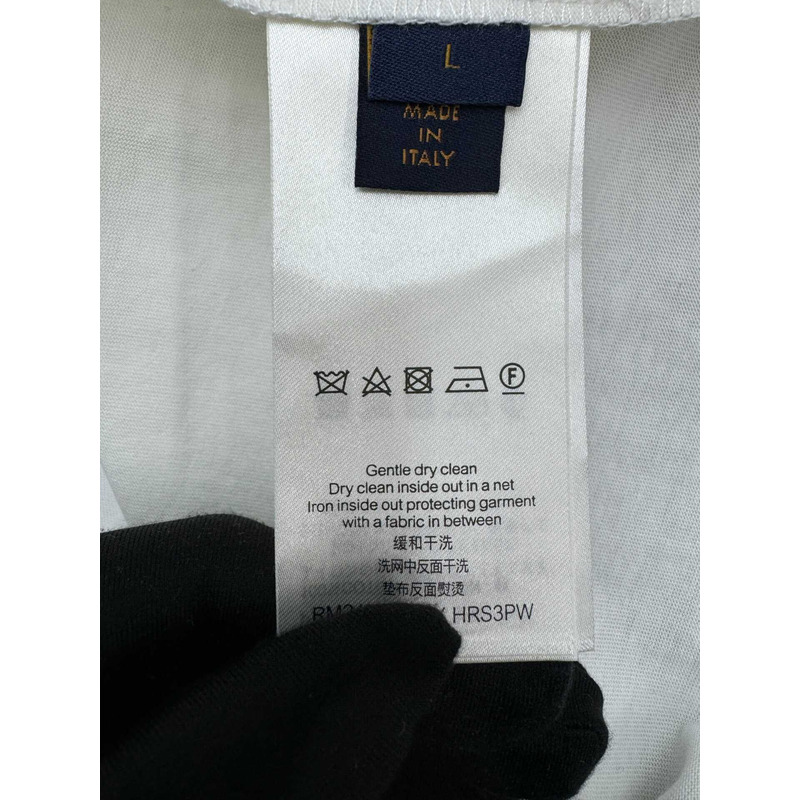 L
MADE
IN
ITALY
F
Gentle dry clean
Dry clean inside out in a net
Iron inside out protecting garment
with a fabric in between
缓和干洗
洗网中反面干洗
垫布反面熨烫
HRS3PW